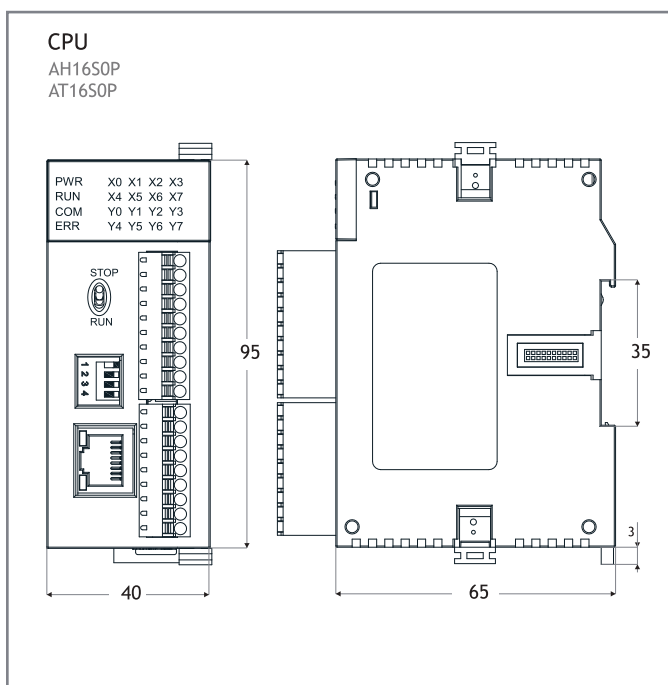 CPU
AH16S0P
AT16S0P
PWR X0 X1 X2 X3
RUN X4 X5 X6 X7
COM Y0 Y1 Y2 Y3
ERR Y4 Y5 Y6 Y7
STOP
RUN
1
2
3
4
95
35
3
40
65